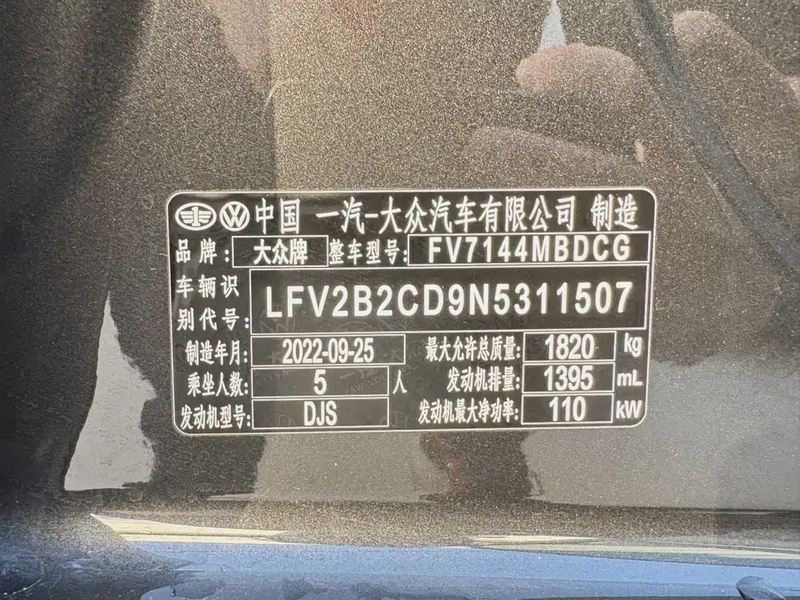 中国 一汽-大众汽车有限公司 制造
品牌: 大众牌 整车型号: FV7144MBDCG
车辆识别代号: LFV2B2CD9N5311507
制造年月: 2022-09-25 最大允许总质量: 1820 kg
乘坐人数: 5 人 发动机排量: 1395 mL
发动机型号: DJS 发动机最大净功率: 110 kW